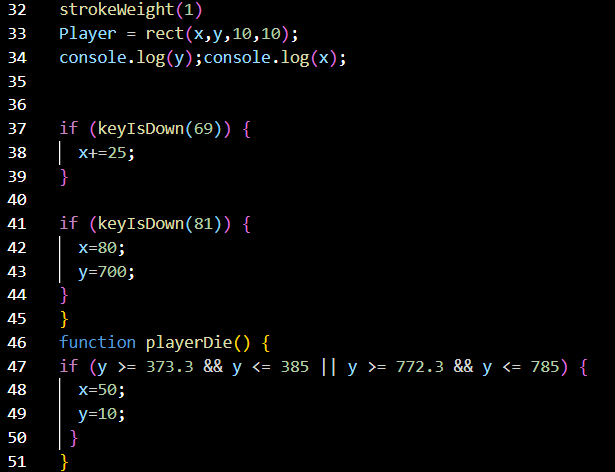 32 strokeWeight(1)
33 Player = rect(x,y,10,10);
34 console.log(y);console.log(x);
35
36
37 if (keyIsDown(69)) {
38 x+=25;
39 }
40
41 if (keyIsDown(81)) {
42 x=80;
43 y=700;
44 }
45 }
46 function playerDie() {
47 if (y >= 373.3 && y <= 385 || y >= 772.3 && y <= 785) {
48 x=50;
49 y=10;
50 }
51 }